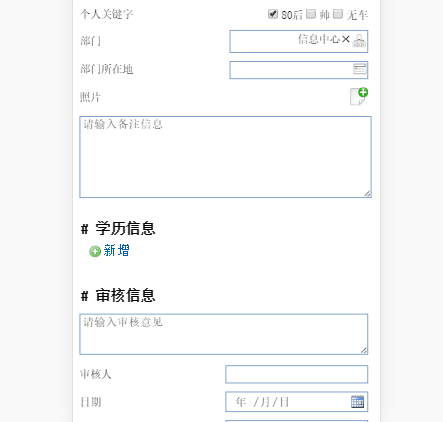 个人关键字 80后 帅 无车
部门 信息中心×
部门所在地
照片
请输入备注信息
# 学历信息
新增
# 审核信息
请输入审核意见
审核人
日期 年 /月/日